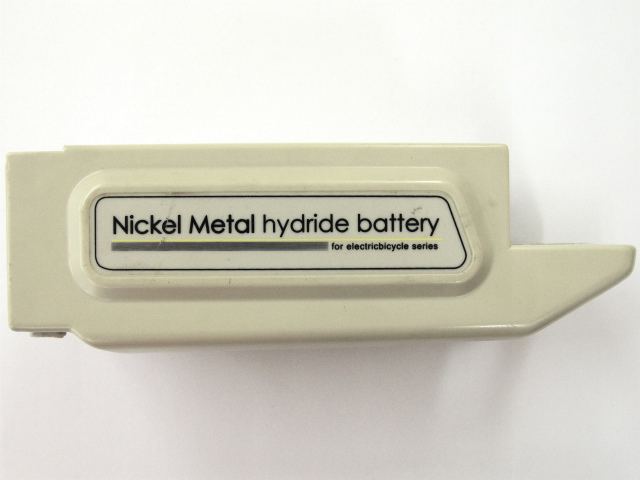 Nickel Metal hydride battery
for electricbicycle series